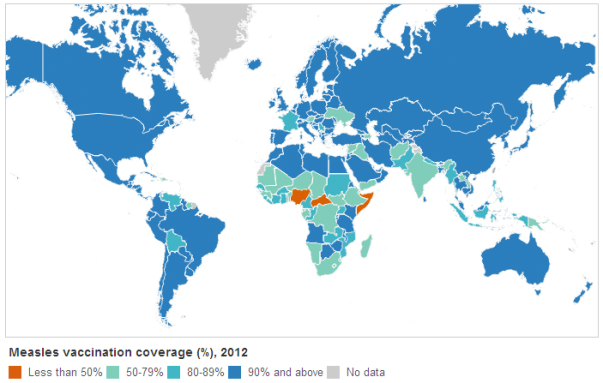 Measles vaccination coverage (%), 2012
Less than 50% 50-79% 80-89% 90% and above No data